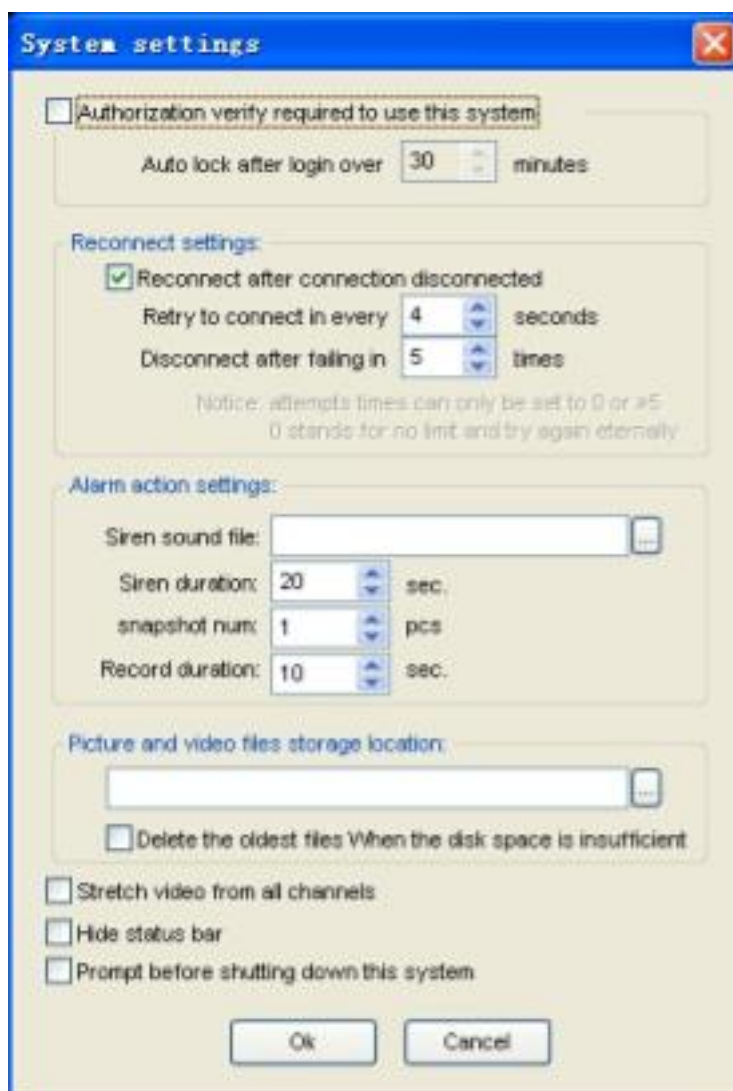 System settings
Authorization verify required to use this system
Auto lock after login over 30 minutes
Reconnect settings:
Reconnect after connection disconnected
Retry to connect in every 4 seconds
Disconnect after failing in 5 times
Notice: attempts times can only be set to 0 or ≥5
0 stands for no limit and try again eternally
Alarm action settings:
Siren sound file: ...
Siren duration: 20 sec.
snapshot num: 1 pcs
Record duration: 10 sec.
Picture and video files storage location:
...
Delete the oldest files When the disk space is insufficient
Stretch video from all channels
Hide status bar
Prompt before shutting down this system
Ok Cancel